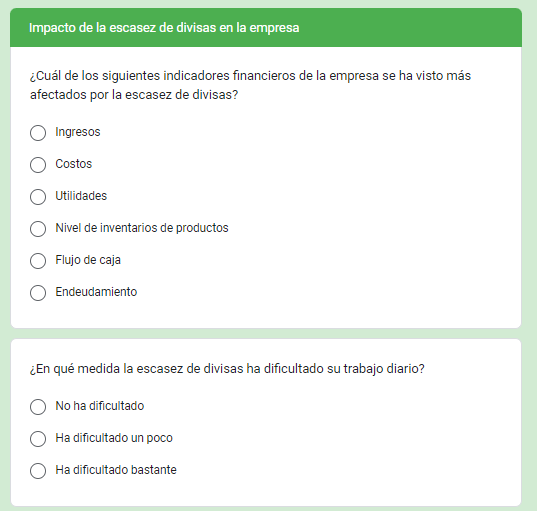 Impacto de la escasez de divisas en la empresa
¿Cuál de los siguientes indicadores financieros de la empresa se ha visto más
afectados por la escasez de divisas?
Ingresos
Costos
Utilidades
Nivel de inventarios de productos
Flujo de caja
Endeudamiento
¿En qué medida la escasez de divisas ha dificultado su trabajo diario?
No ha dificultado
Ha dificultado un poco
Ha dificultado bastante